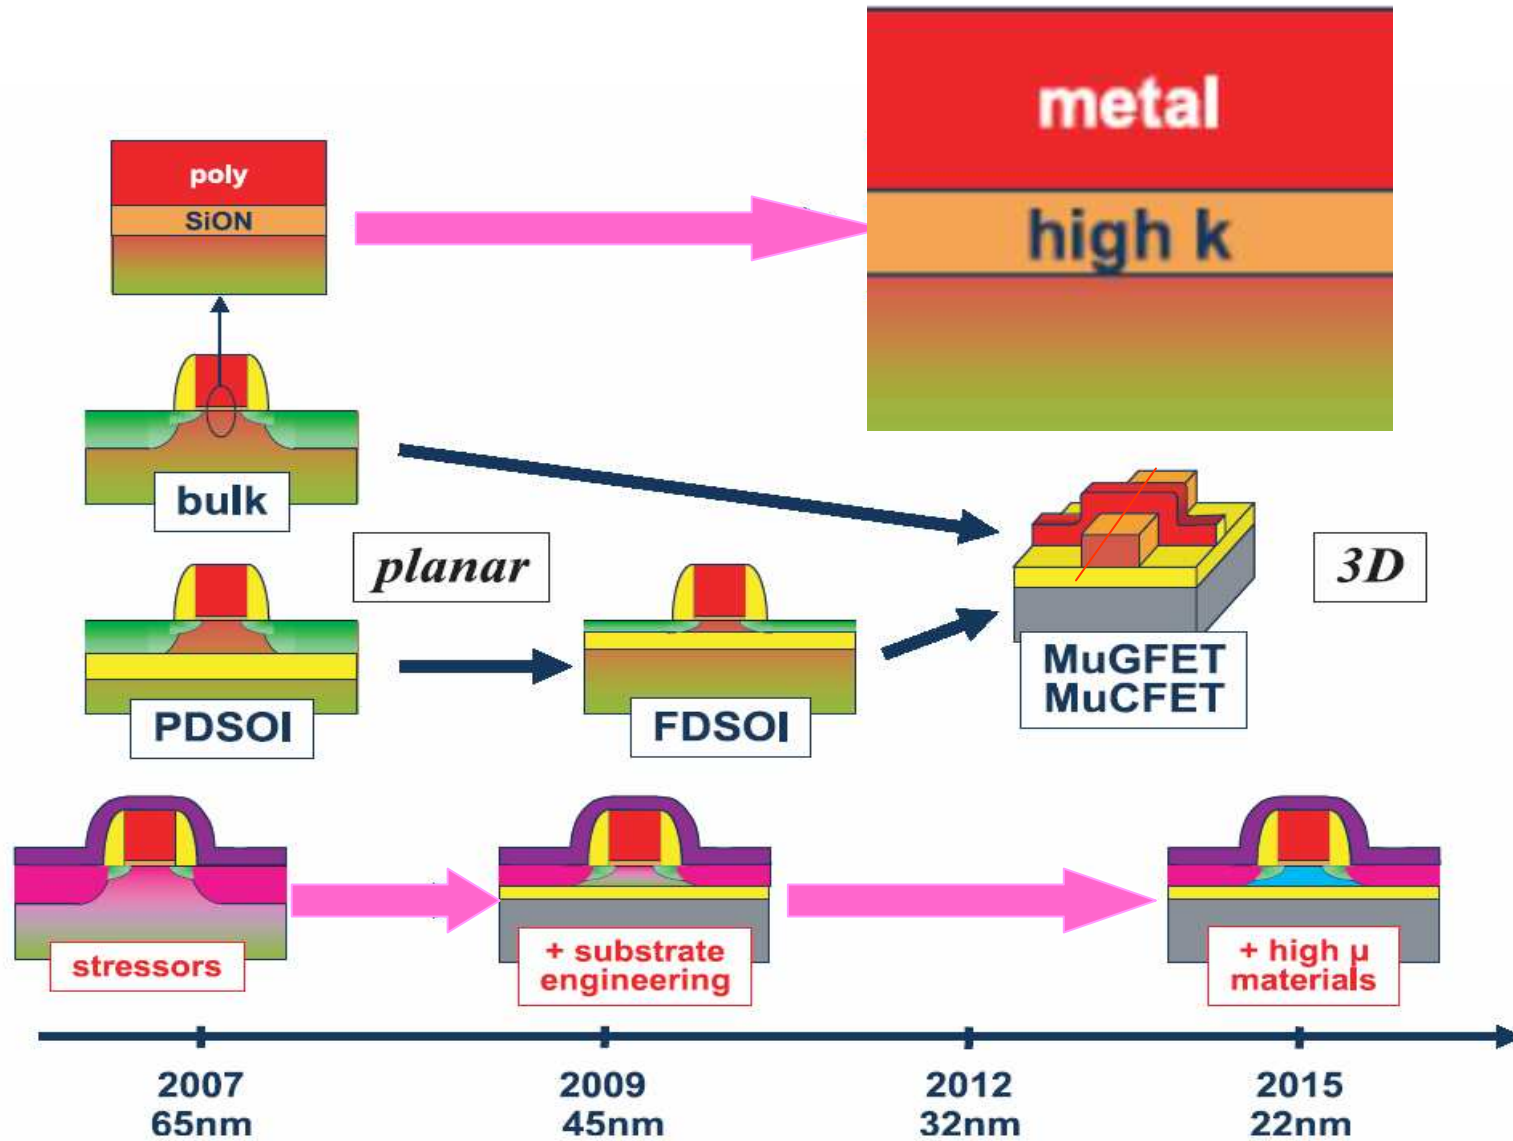 metal
poly
SiON
high k
bulk
planar
3D
MuGFET
MuCFET
PDSOI
FDSOI
stressors
+ substrate
engineering
+ high µ
materials
2007
65nm
2009
45nm
2012
32nm
2015
22nm